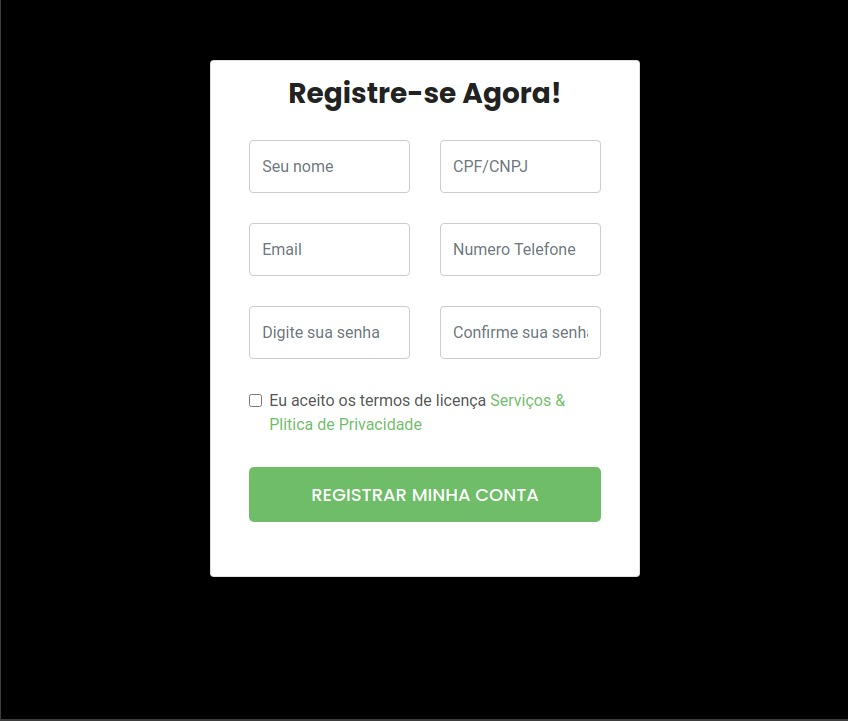 Registre-se Agora!
Seu nome
CPF/CNPJ
Email
Numero Telefone
Digite sua senha
Confirme sua senh
Eu aceito os termos de licença Serviços &
Plitica de Privacidade
REGISTRAR MINHA CONTA